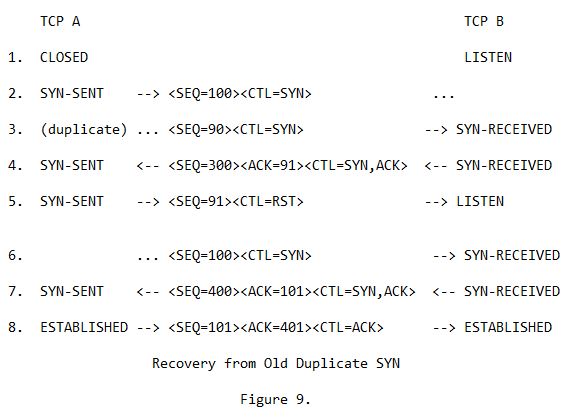 TCP A                                                TCP B
1.  CLOSED                                               LISTEN
2.  SYN-SENT    --> <SEQ=100><CTL=SYN>               ...
3.  (duplicate) ... <SEQ=90><CTL=SYN>               --> SYN-RECEIVED
4.  SYN-SENT    <-- <SEQ=300><ACK=91><CTL=SYN,ACK>  <-- SYN-RECEIVED
5.  SYN-SENT    --> <SEQ=91><CTL=RST>               --> LISTEN
6.              ... <SEQ=100><CTL=SYN>               --> SYN-RECEIVED
7.  SYN-SENT    <-- <SEQ=400><ACK=101><CTL=SYN,ACK>  <-- SYN-RECEIVED
8.  ESTABLISHED --> <SEQ=101><ACK=401><CTL=ACK>      --> ESTABLISHED
Recovery from Old Duplicate SYN
Figure 9.